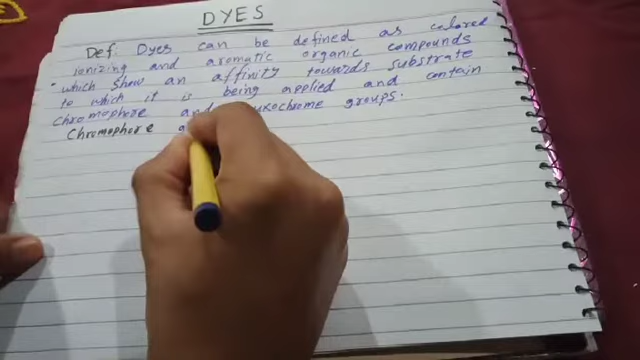 DYES
Def: Dyes can be defined as colored
ionizing and aromatic organic compounds
which show an affinity towards substrate
to which it is being applied and contain
chromophore and auxochrome groups.
Chromophore